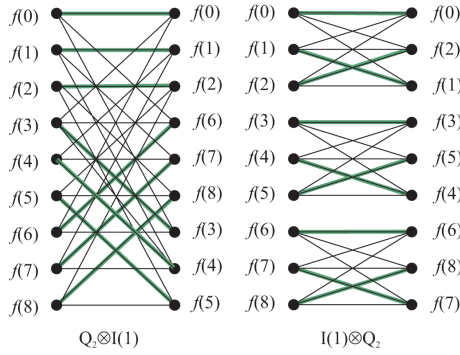 f(0) f(0) f(0) f(0)
f(1) f(1) f(1) f(2)
f(2) f(2) f(2) f(1)
f(3) f(6) f(3) f(3)
f(4) f(7) f(4) f(5)
f(5) f(8) f(5) f(4)
f(6) f(3) f(6) f(6)
f(7) f(4) f(7) f(8)
f(8) f(5) f(8) f(7)
Q₂⊗I(1) I(1)⊗Q₂